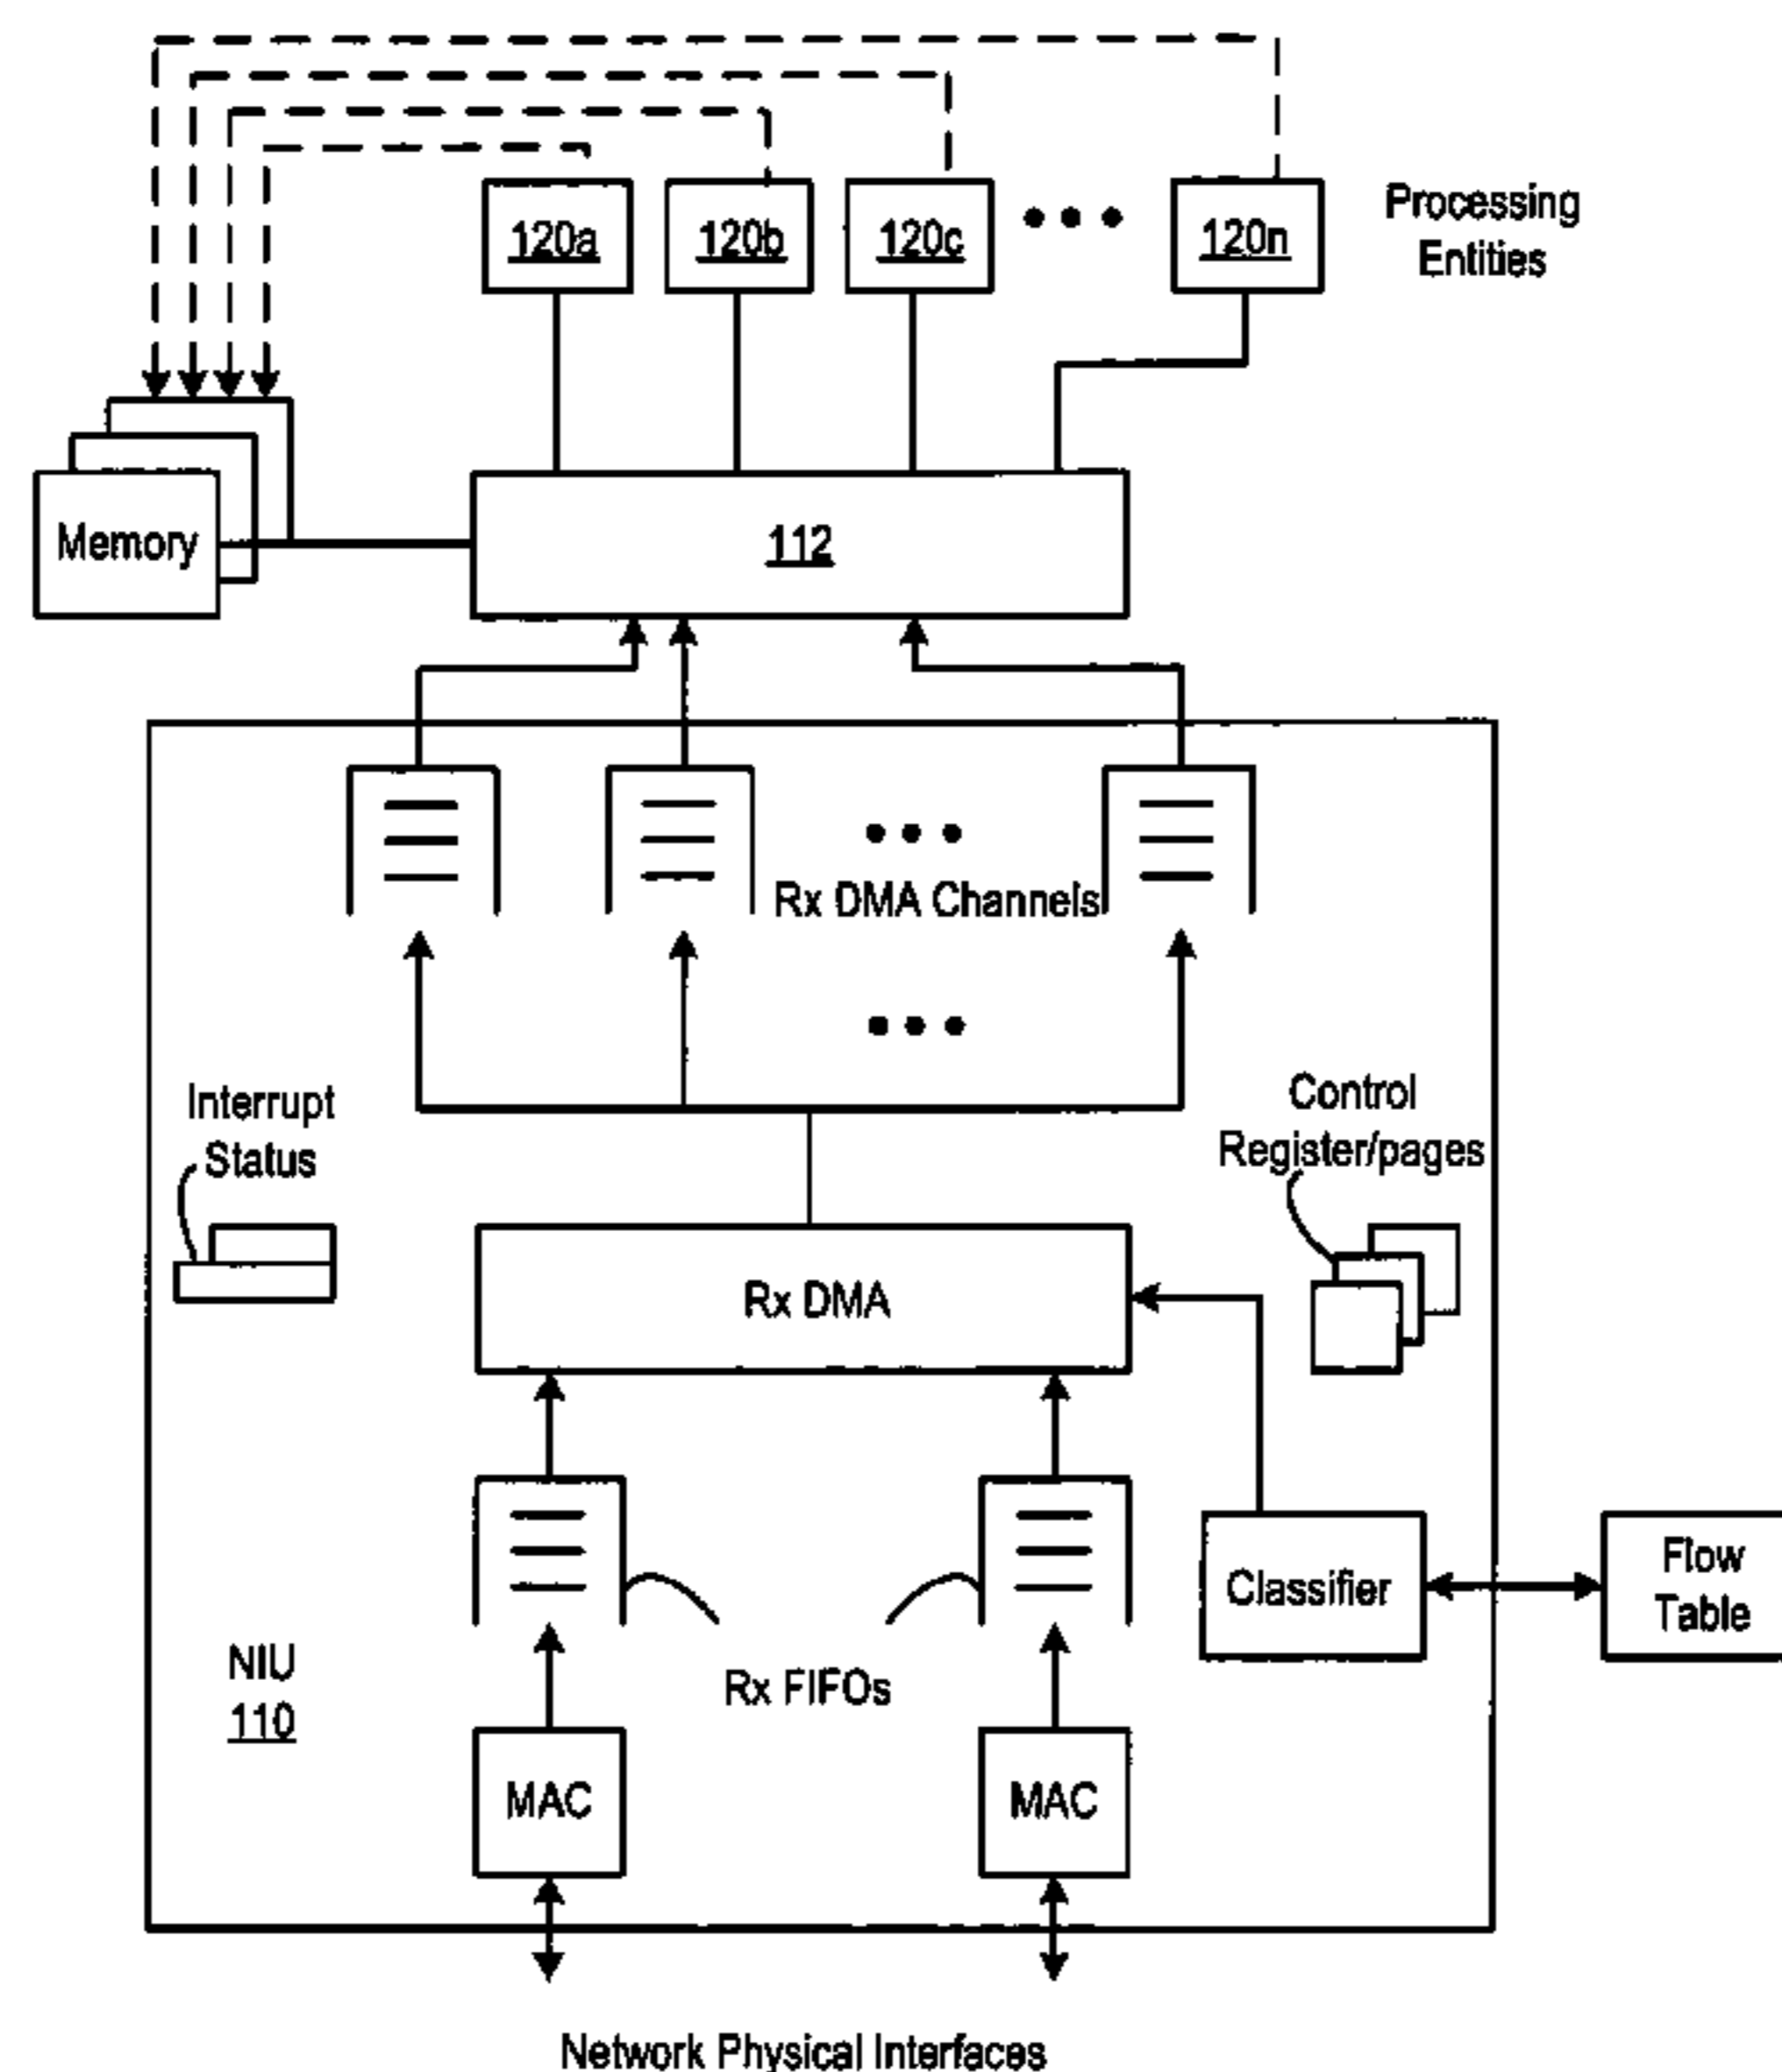 120a
120b
120c
120n
Processing
Entities
Memory
112
Rx DMA Channels
Interrupt
Status
Control
Register/pages
Rx DMA
Classifier
Flow
Table
NIU
110
Rx FIFOs
MAC
MAC
Network Physical Interfaces